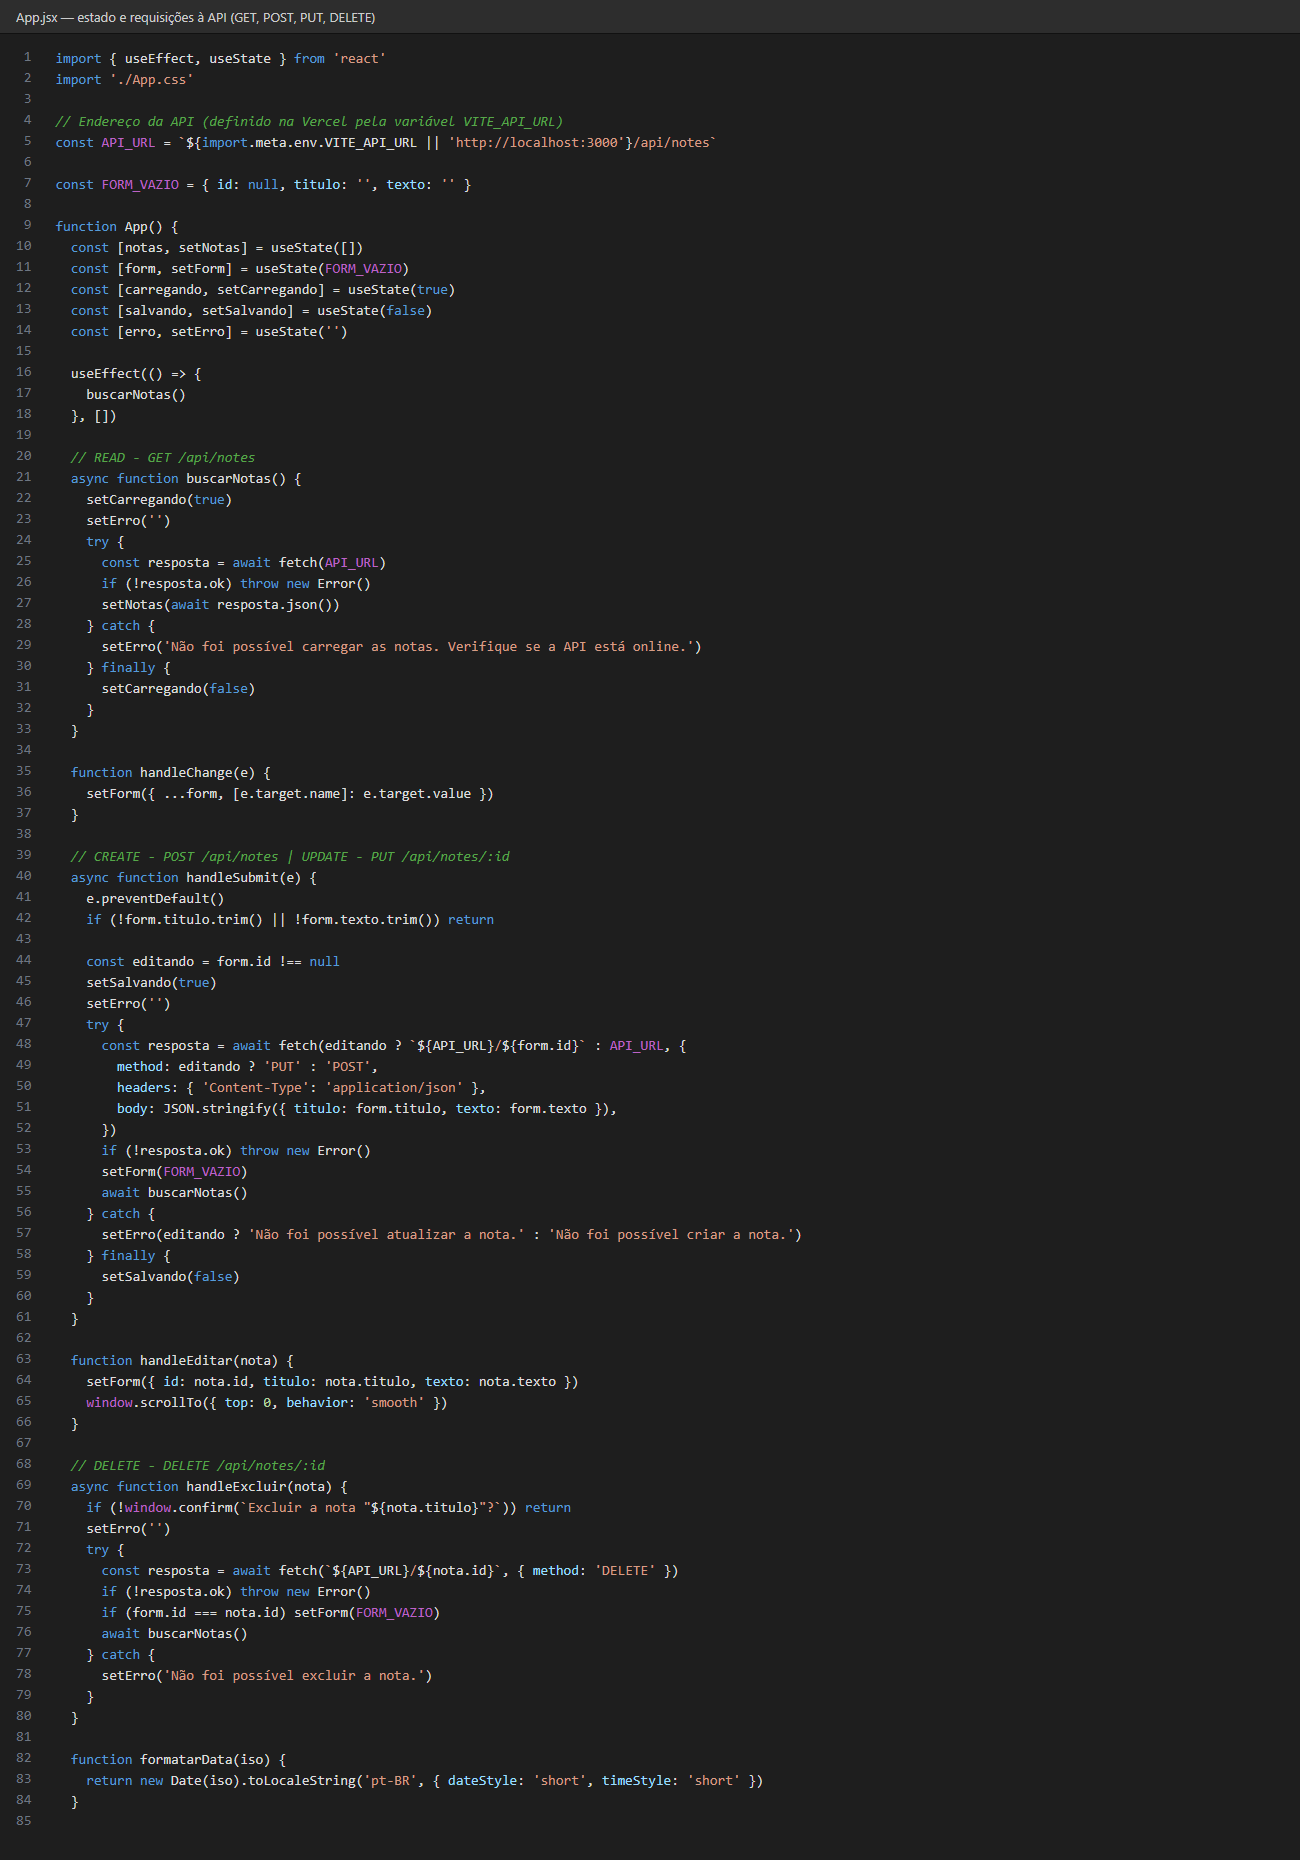 App.jsx — estado e requisições à API (GET, POST, PUT, DELETE)
1 import { useEffect, useState } from 'react'
2 import './App.css'
3
4 // Endereço da API (definido na Vercel pela variável VITE_API_URL)
5 const API_URL = `${import.meta.env.VITE_API_URL || 'http://localhost:3000'}/api/notes`
6
7 const FORM_VAZIO = { id: null, titulo: '', texto: '' }
8
9 function App() {
10   const [notas, setNotas] = useState([])
11   const [form, setForm] = useState(FORM_VAZIO)
12   const [carregando, setCarregando] = useState(true)
13   const [salvando, setSalvando] = useState(false)
14   const [erro, setErro] = useState('')
15
16   useEffect(() => {
17     buscarNotas()
18   }, [])
19
20   // READ - GET /api/notes
21   async function buscarNotas() {
22     setCarregando(true)
23     setErro('')
24     try {
25       const resposta = await fetch(API_URL)
26       if (!resposta.ok) throw new Error()
27       setNotas(await resposta.json())
28     } catch {
29       setErro('Não foi possível carregar as notas. Verifique se a API está online.')
30     } finally {
31       setCarregando(false)
32     }
33   }
34
35   function handleChange(e) {
36     setForm({ ...form, [e.target.name]: e.target.value })
37   }
38
39   // CREATE - POST /api/notes | UPDATE - PUT /api/notes/:id
40   async function handleSubmit(e) {
41     e.preventDefault()
42     if (!form.titulo.trim() || !form.texto.trim()) return
43
44     const editando = form.id !== null
45     setSalvando(true)
46     setErro('')
47     try {
48       const resposta = await fetch(editando ? `${API_URL}/${form.id}` : API_URL, {
49         method: editando ? 'PUT' : 'POST',
50         headers: { 'Content-Type': 'application/json' },
51         body: JSON.stringify({ titulo: form.titulo, texto: form.texto }),
52       })
53       if (!resposta.ok) throw new Error()
54       setForm(FORM_VAZIO)
55       await buscarNotas()
56     } catch {
57       setErro(editando ? 'Não foi possível atualizar a nota.' : 'Não foi possível criar a nota.')
58     } finally {
59       setSalvando(false)
60     }
61   }
62
63   function handleEditar(nota) {
64     setForm({ id: nota.id, titulo: nota.titulo, texto: nota.texto })
65     window.scrollTo({ top: 0, behavior: 'smooth' })
66   }
67
68   // DELETE - DELETE /api/notes/:id
69   async function handleExcluir(nota) {
70     if (!window.confirm(`Excluir a nota "${nota.titulo}"?`)) return
71     setErro('')
72     try {
73       const resposta = await fetch(`${API_URL}/${nota.id}`, { method: 'DELETE' })
74       if (!resposta.ok) throw new Error()
75       if (form.id === nota.id) setForm(FORM_VAZIO)
76       await buscarNotas()
77     } catch {
78       setErro('Não foi possível excluir a nota.')
79     }
80   }
81
82   function formatarData(iso) {
83     return new Date(iso).toLocaleString('pt-BR', { dateStyle: 'short', timeStyle: 'short' })
84   }
85